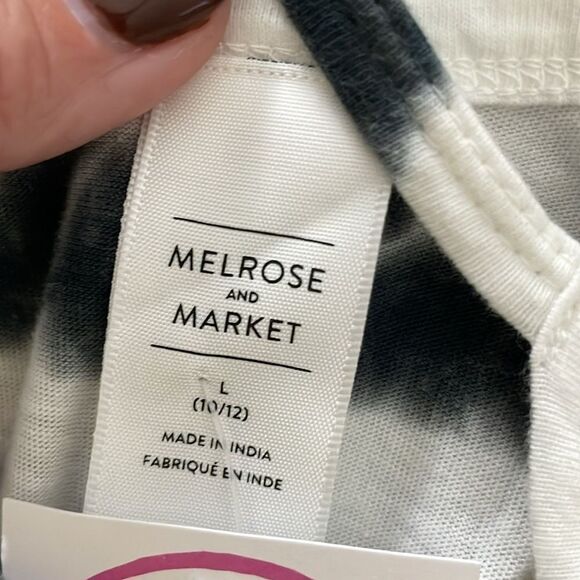 MELROSE
AND
MARKET
L
(10/12)
MADE IN INDIA
FABRIQUÉ EN INDE